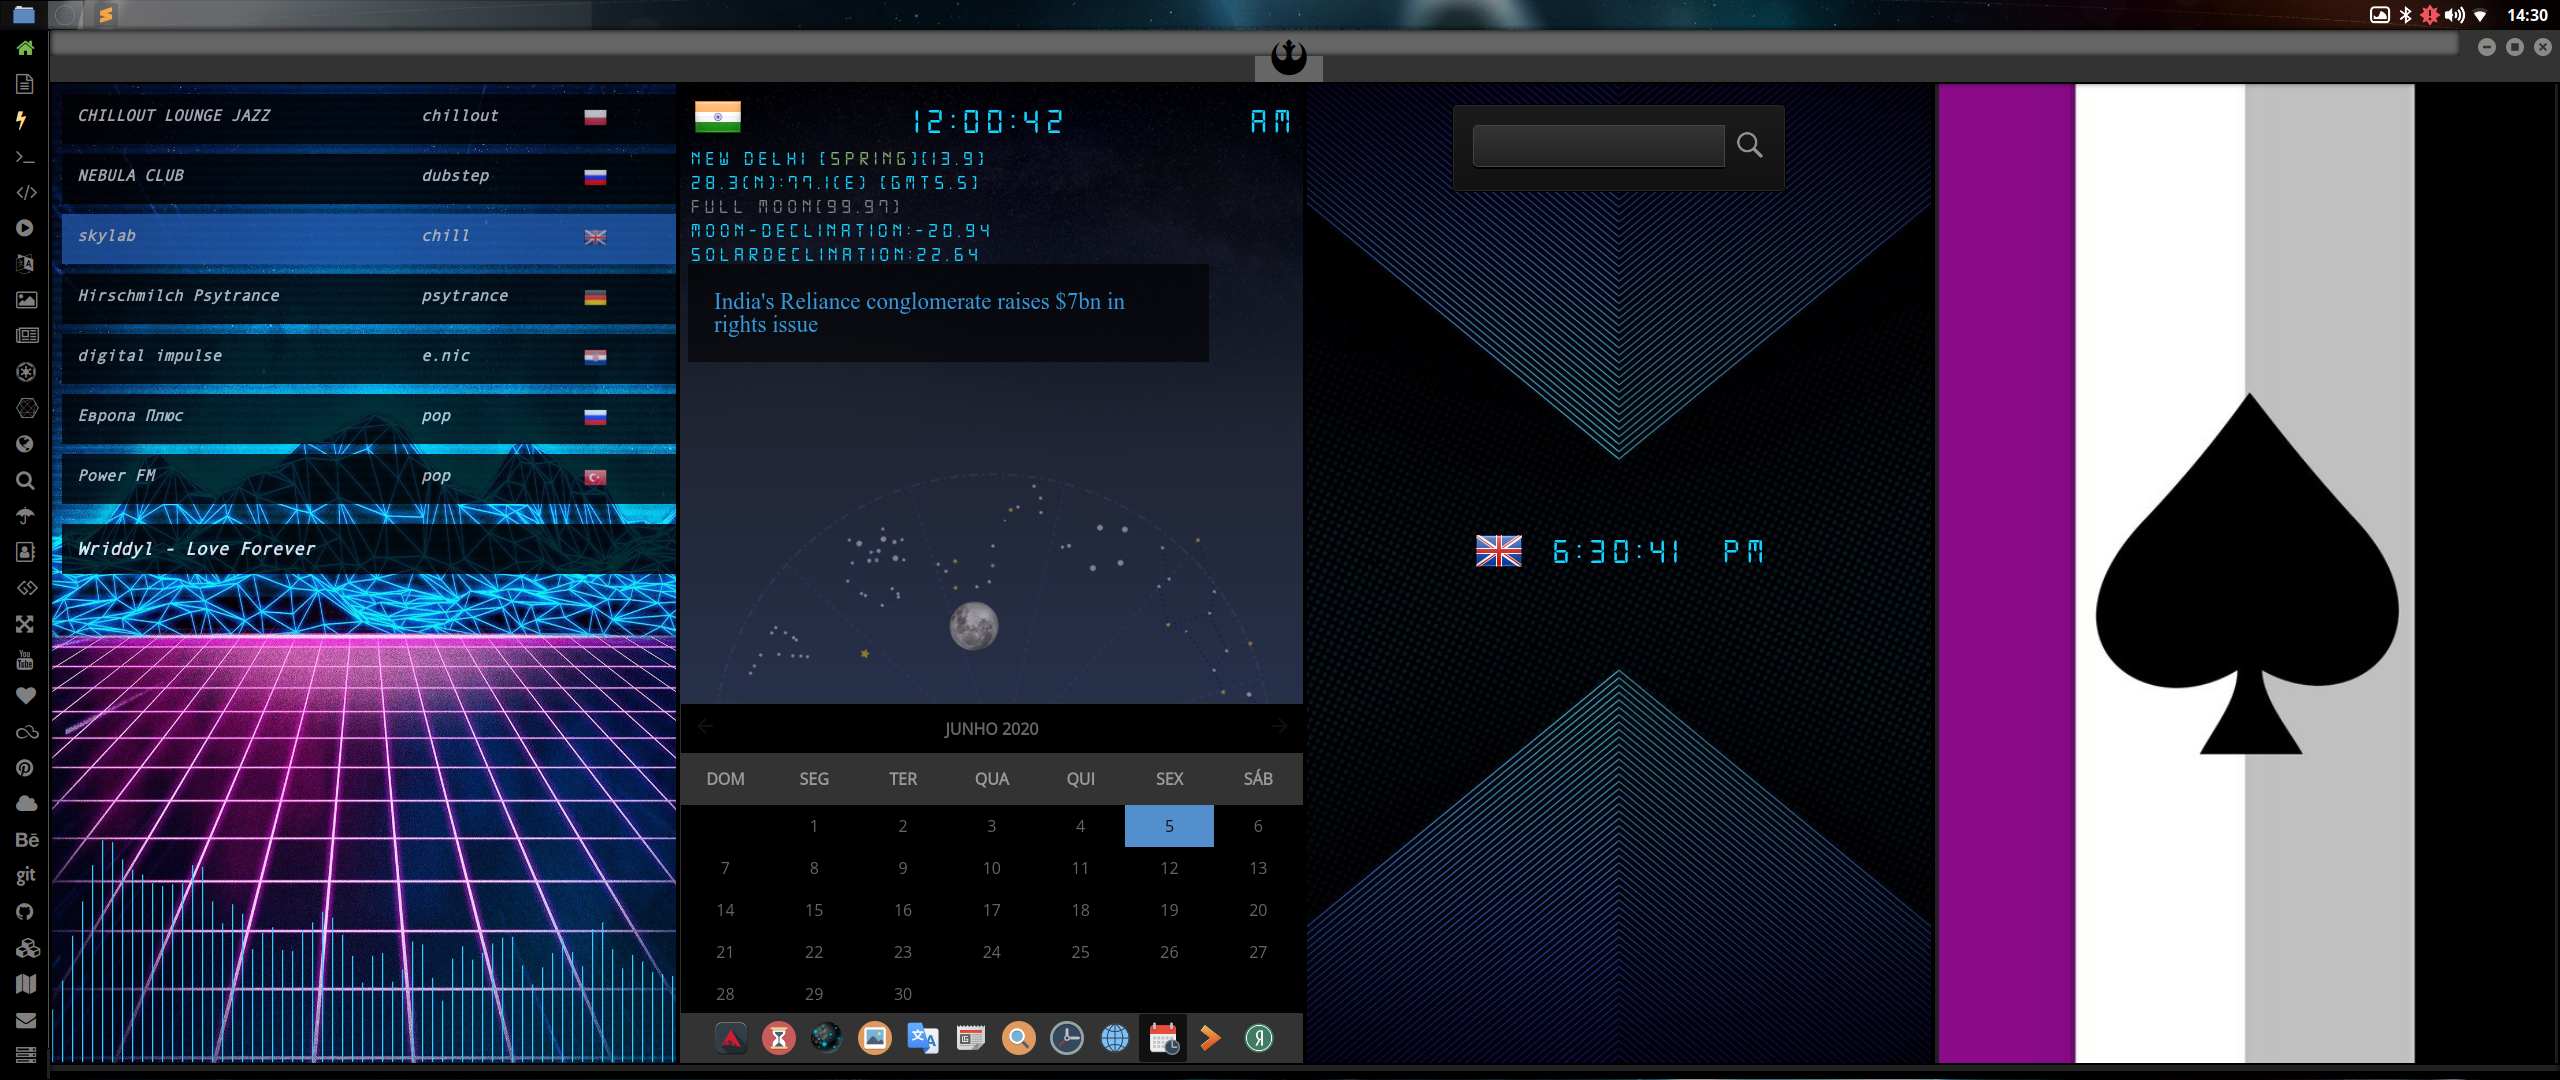 14:30
CHILLOUT LOUNGE JAZZ chillout
NEBULA CLUB dubstep
skylab chill
Hirschmilch Psytrance psytrance
digital impulse e.nic
Европа Плюс pop
Power FM pop
Wriddyl - Love Forever
12:00:42 AM
NEW DELHI [SPRING][13.9]
28.3(N):77.1(E) [GMT5.5]
FULL MOON[99.97]
MOON-DECLINATION:-20.94
SOLARDECLINATION:22.64
India's Reliance conglomerate raises $7bn in
rights issue
JUNHO 2020
DOM SEG TER QUA QUI SEX SÁB
1 2 3 4 5 6
7 8 9 10 11 12 13
14 15 16 17 18 19 20
21 22 23 24 25 26 27
28 29 30
6:30:41 PM
You
Tube
Bē
git